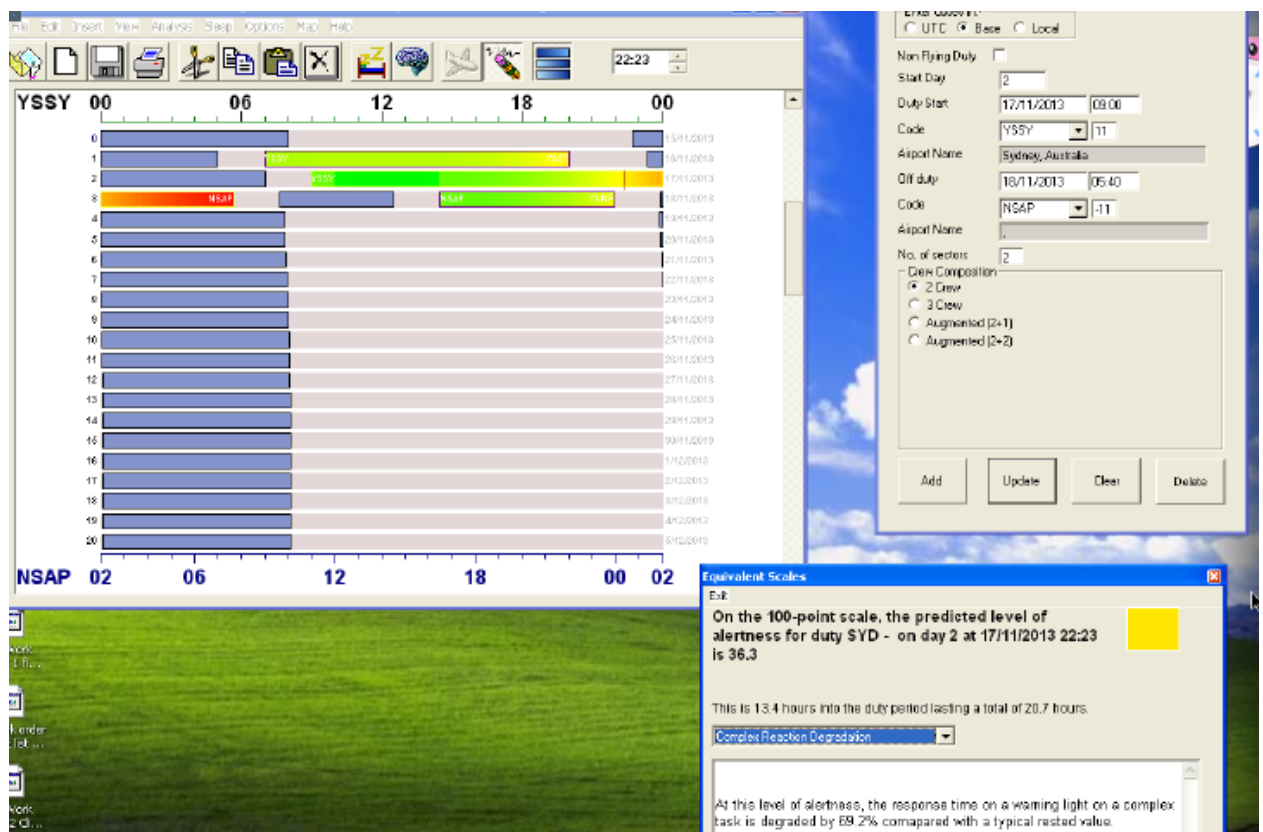 File Edit Insert View Analysis Sleep Options Map Help
22:23
YSSY 00 06 12 18 00
0 15/11/2013
1 YSSY YSSY 16/11/2013
2 YSSY 17/11/2013
3 NSAP NSAP 18/11/2013
4 19/11/2013
5 20/11/2013
6 21/11/2013
7 22/11/2013
8 23/11/2013
9 24/11/2013
10 25/11/2013
11 26/11/2013
12 27/11/2013
13 28/11/2013
14 29/11/2013
15 30/11/2013
16 1/12/2013
17 2/12/2013
18 3/12/2013
19 4/12/2013
20 5/12/2013
NSAP 02 06 12 18 00 02
UTC Base Local
Non Flying Duty
Start Day 2
Duty Start 17/11/2013 09:00
Code YSSY 11
Airport Name Sydney, Australia
Off duty 18/11/2013 05:40
Code NSAP -11
Airport Name ,
No. of sectors 2
Crew Composition
2 Crew
3 Crew
Augmented (2+1)
Augmented (2+2)
Add Update Clear Delete
Equivalent Scales
Exit
On the 100-point scale, the predicted level of
alertness for duty SYD - on day 2 at 17/11/2013 22:23
is 36.3
This is 13.4 hours into the duty period lasting a total of 20.7 hours.
Complex Reaction Degradation
At this level of alertness, the response time on a warning light on a complex
task is degraded by 69.2% comapared with a typical rested value.